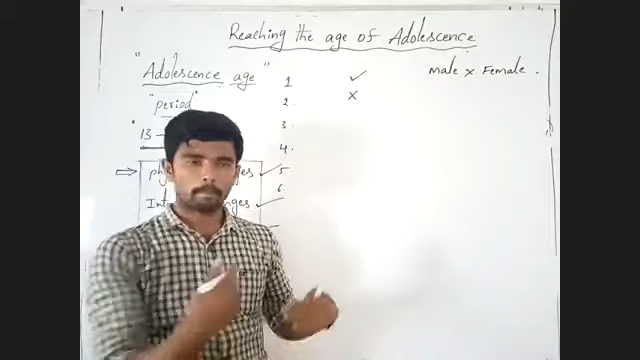 Reaching the age of Adolescence
"Adolescence age"
"period"
13 –
1 ✓
2. x
3.
4.
5
6.
male x Female.